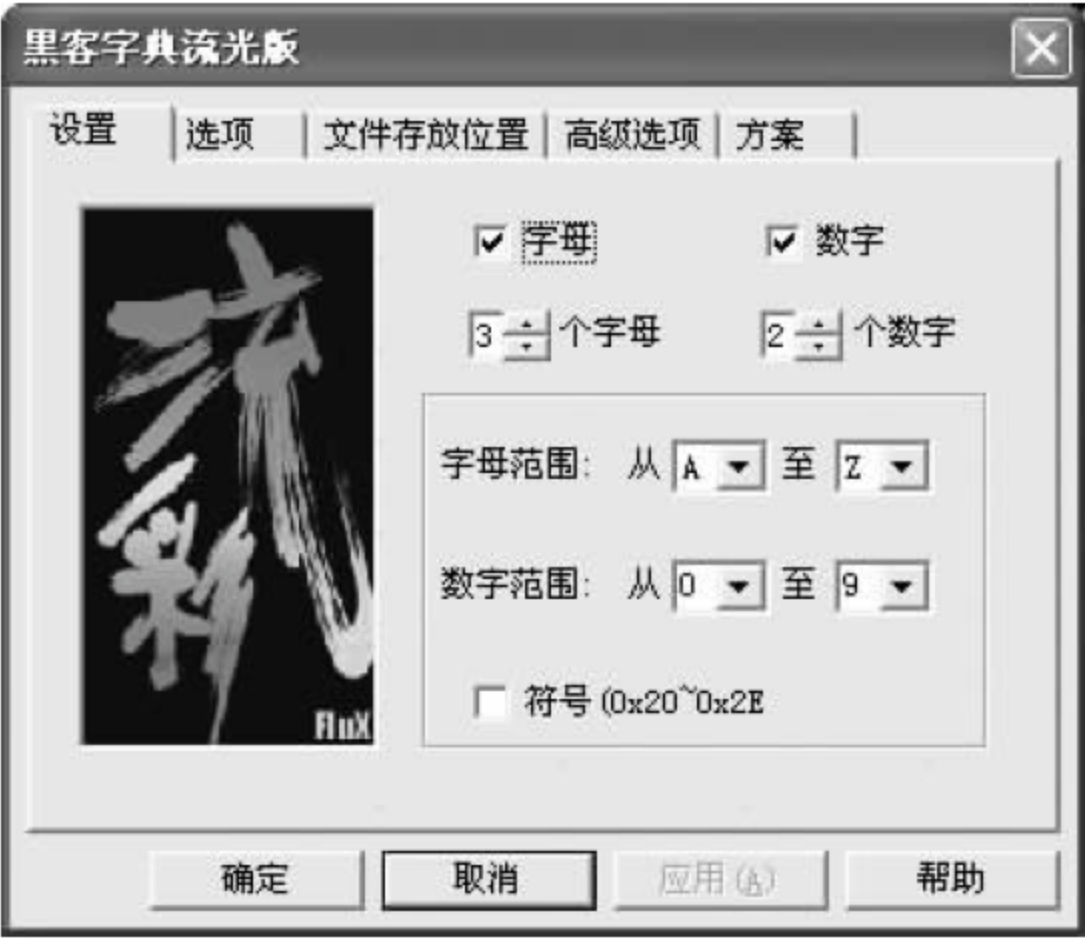 黑客字典流光版
设置 选项 文件存放位置 高级选项 方案
字母 数字
3 个字母 2 个数字
字母范围: 从 A 至 Z
数字范围: 从 0 至 9
符号(0x20~0x2E
流光
FluX
确定 取消 应用(A) 帮助